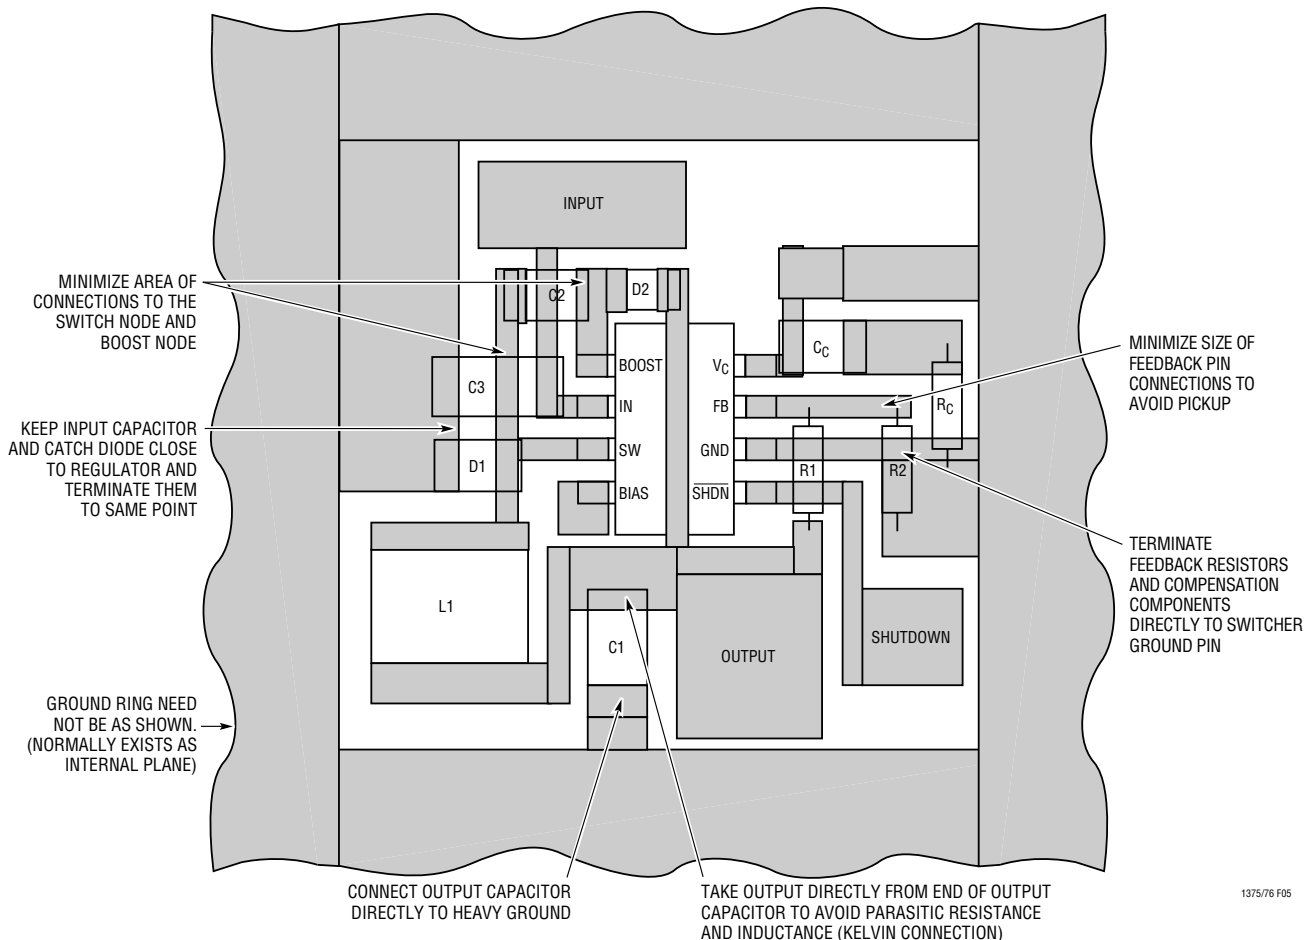 INPUT
MINIMIZE AREA OF
CONNECTIONS TO THE
SWITCH NODE AND
BOOST NODE
C2
D2
BOOST
IN
SW
BIAS
VC
FB
GND
SHDN
CC
RC
C3
D1
R1
R2
MINIMIZE SIZE OF
FEEDBACK PIN
CONNECTIONS TO
AVOID PICKUP
KEEP INPUT CAPACITOR
AND CATCH DIODE CLOSE
TO REGULATOR AND
TERMINATE THEM
TO SAME POINT
TERMINATE
FEEDBACK RESISTORS
AND COMPENSATION
COMPONENTS
DIRECTLY TO SWITCHER
GROUND PIN
L1
C1
OUTPUT
SHUTDOWN
GROUND RING NEED
NOT BE AS SHOWN.
(NORMALLY EXISTS AS
INTERNAL PLANE)
CONNECT OUTPUT CAPACITOR
DIRECTLY TO HEAVY GROUND
TAKE OUTPUT DIRECTLY FROM END OF OUTPUT
CAPACITOR TO AVOID PARASITIC RESISTANCE
AND INDUCTANCE (KELVIN CONNECTION)
1375/76 F05